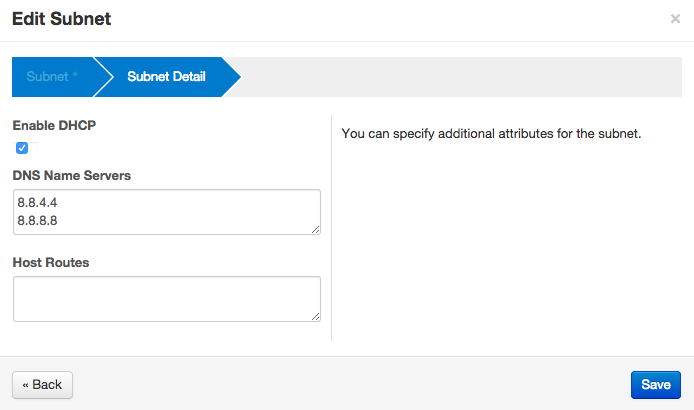 Edit Subnet
×
Subnet *
Subnet Detail
Enable DHCP
You can specify additional attributes for the subnet.
DNS Name Servers
8.8.4.4
8.8.8.8
Host Routes
« Back
Save